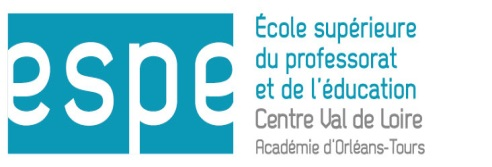 espe
École supérieure
du professorat
et de l'éducation
Centre Val de Loire
Académie d'Orléans-Tours